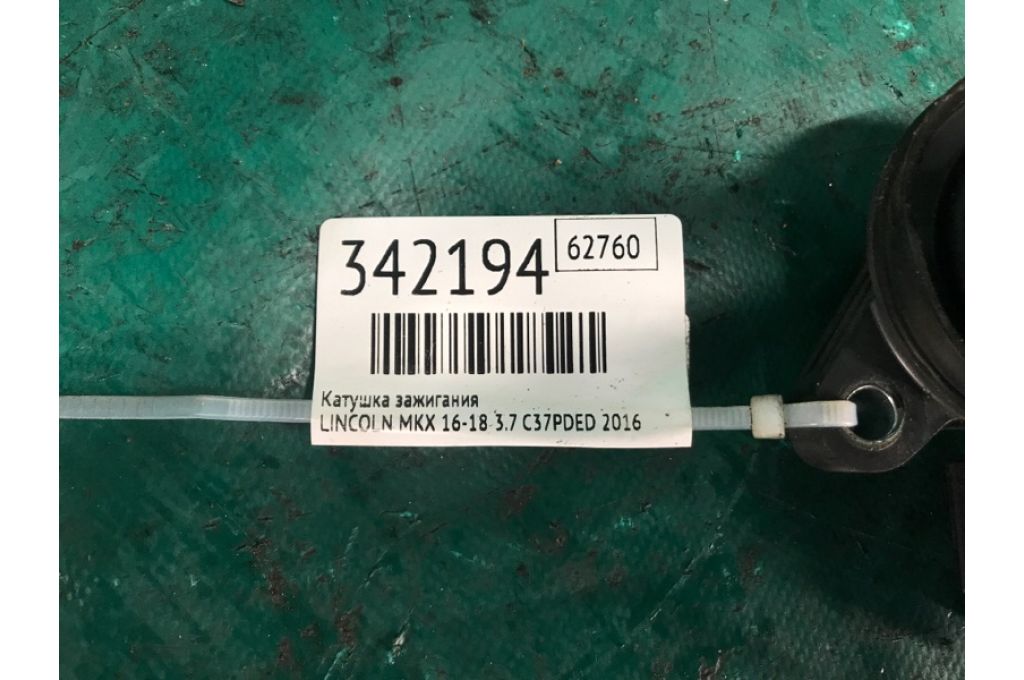 342194 62760
Катушка зажигания
LINCOLN MKX 16-18 3.7 C37PDED 2016